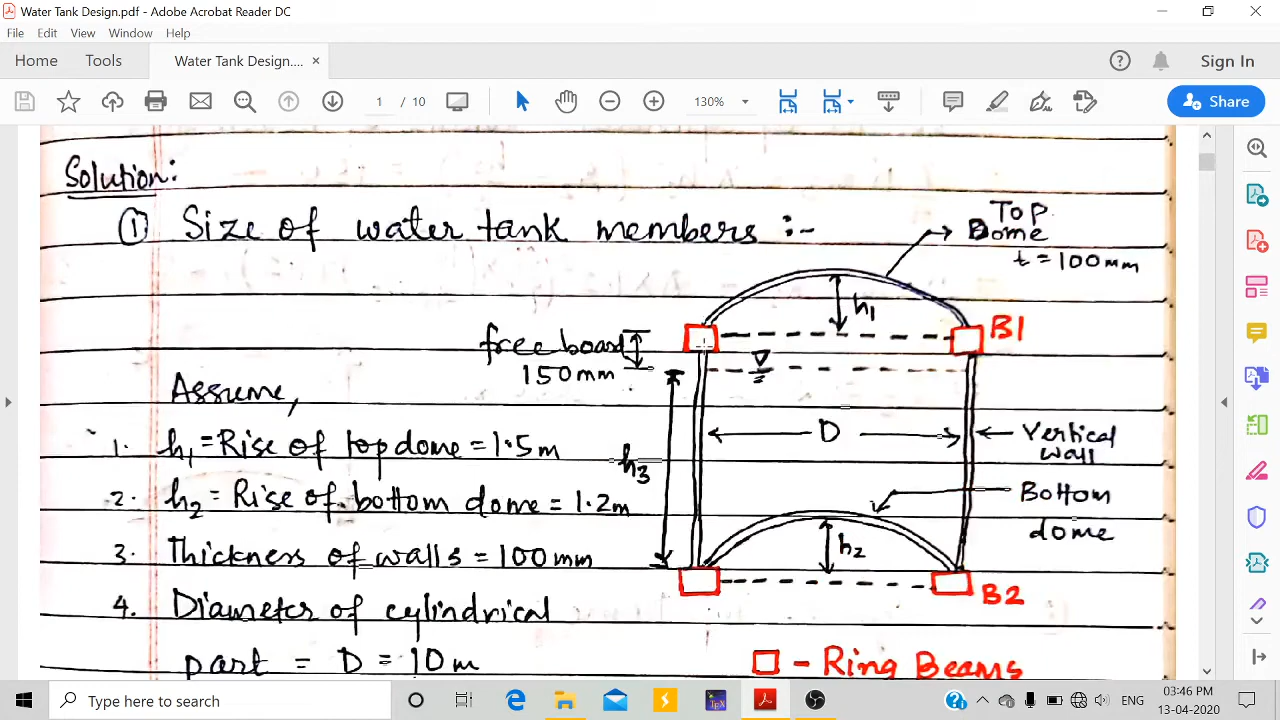 Water Tank Design.pdf - Adobe Acrobat Reader DC
File Edit View Window Help
Home Tools Water Tank Design.... × Sign In
1 / 10 130% Share
Solution:
① Size of water tank members :-
Top
Dome
t = 100mm
h1
free board
150mm
B1
Assume,
D
Vertical
wall
1. h1 = Rise of top dome = 1.5m
h3
2. h2 = Rise of bottom dome = 1.2m
Bottom
dome
3. Thickness of walls = 100mm
h2
B2
4. Diameter of cylindrical
part = D = 10m
- Ring Beams
Type here to search
ENG
03:46 PM
13-04-2020